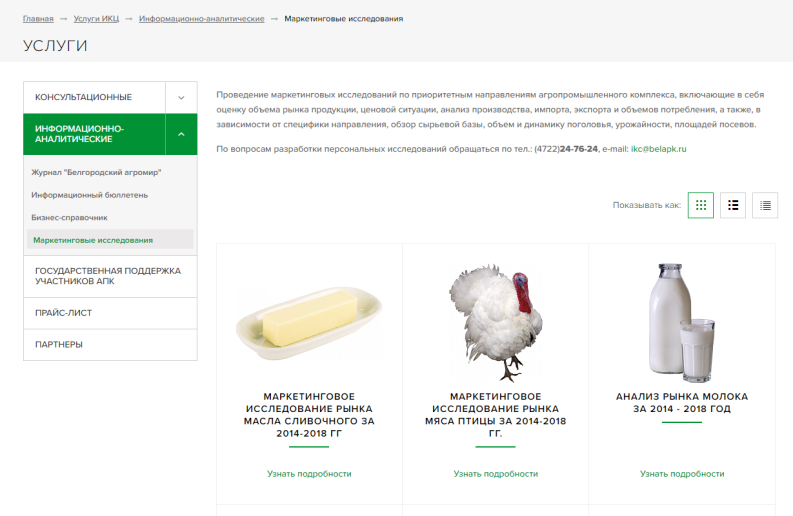 Главная → Услуги ИКЦ → Информационно-аналитические → Маркетинговые исследования
УСЛУГИ
КОНСУЛЬТАЦИОННЫЕ
ИНФОРМАЦИОННО-
АНАЛИТИЧЕСКИЕ
Журнал "Белгородский агромир"
Информационный бюллетень
Бизнес-справочник
Маркетинговые исследования
ГОСУДАРСТВЕННАЯ ПОДДЕРЖКА
УЧАСТНИКОВ АПК
ПРАЙС-ЛИСТ
ПАРТНЕРЫ
Проведение маркетинговых исследований по приоритетным направлениям агропромышленного комплекса, включающие в себя
оценку объема рынка продукции, ценовой ситуации, анализ производства, импорта, экспорта и объемов потребления, а также, в
зависимости от специфики направления, обзор сырьевой базы, объем и динамику поголовья, урожайности, площадей посевов.
По вопросам разработки персональных исследований обращаться по тел.: (4722)24-76-24, e-mail: ikc@belapk.ru
Показывать как:
МАРКЕТИНГОВОЕ
ИССЛЕДОВАНИЕ РЫНКА
МАСЛА СЛИВОЧНОГО ЗА
2014-2018 ГГ
Узнать подробности
МАРКЕТИНГОВОЕ
ИССЛЕДОВАНИЕ РЫНКА
МЯСА ПТИЦЫ ЗА 2014-2018
ГГ.
Узнать подробности
АНАЛИЗ РЫНКА МОЛОКА
ЗА 2014 - 2018 ГОД
Узнать подробности